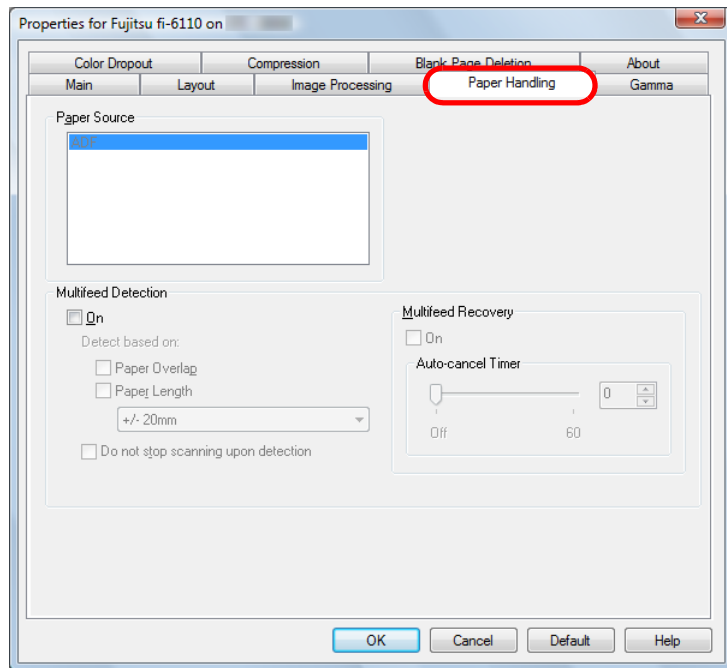 Properties for Fujitsu fi-6110 on
Color Dropout Compression Blank Page Deletion About
Main Layout Image Processing Paper Handling Gamma
Paper Source
ADF
Multifeed Detection
On
Detect based on:
Paper Overlap
Paper Length
+/- 20mm
Do not stop scanning upon detection
Multifeed Recovery
On
Auto-cancel Timer
0
Off 60
OK Cancel Default Help